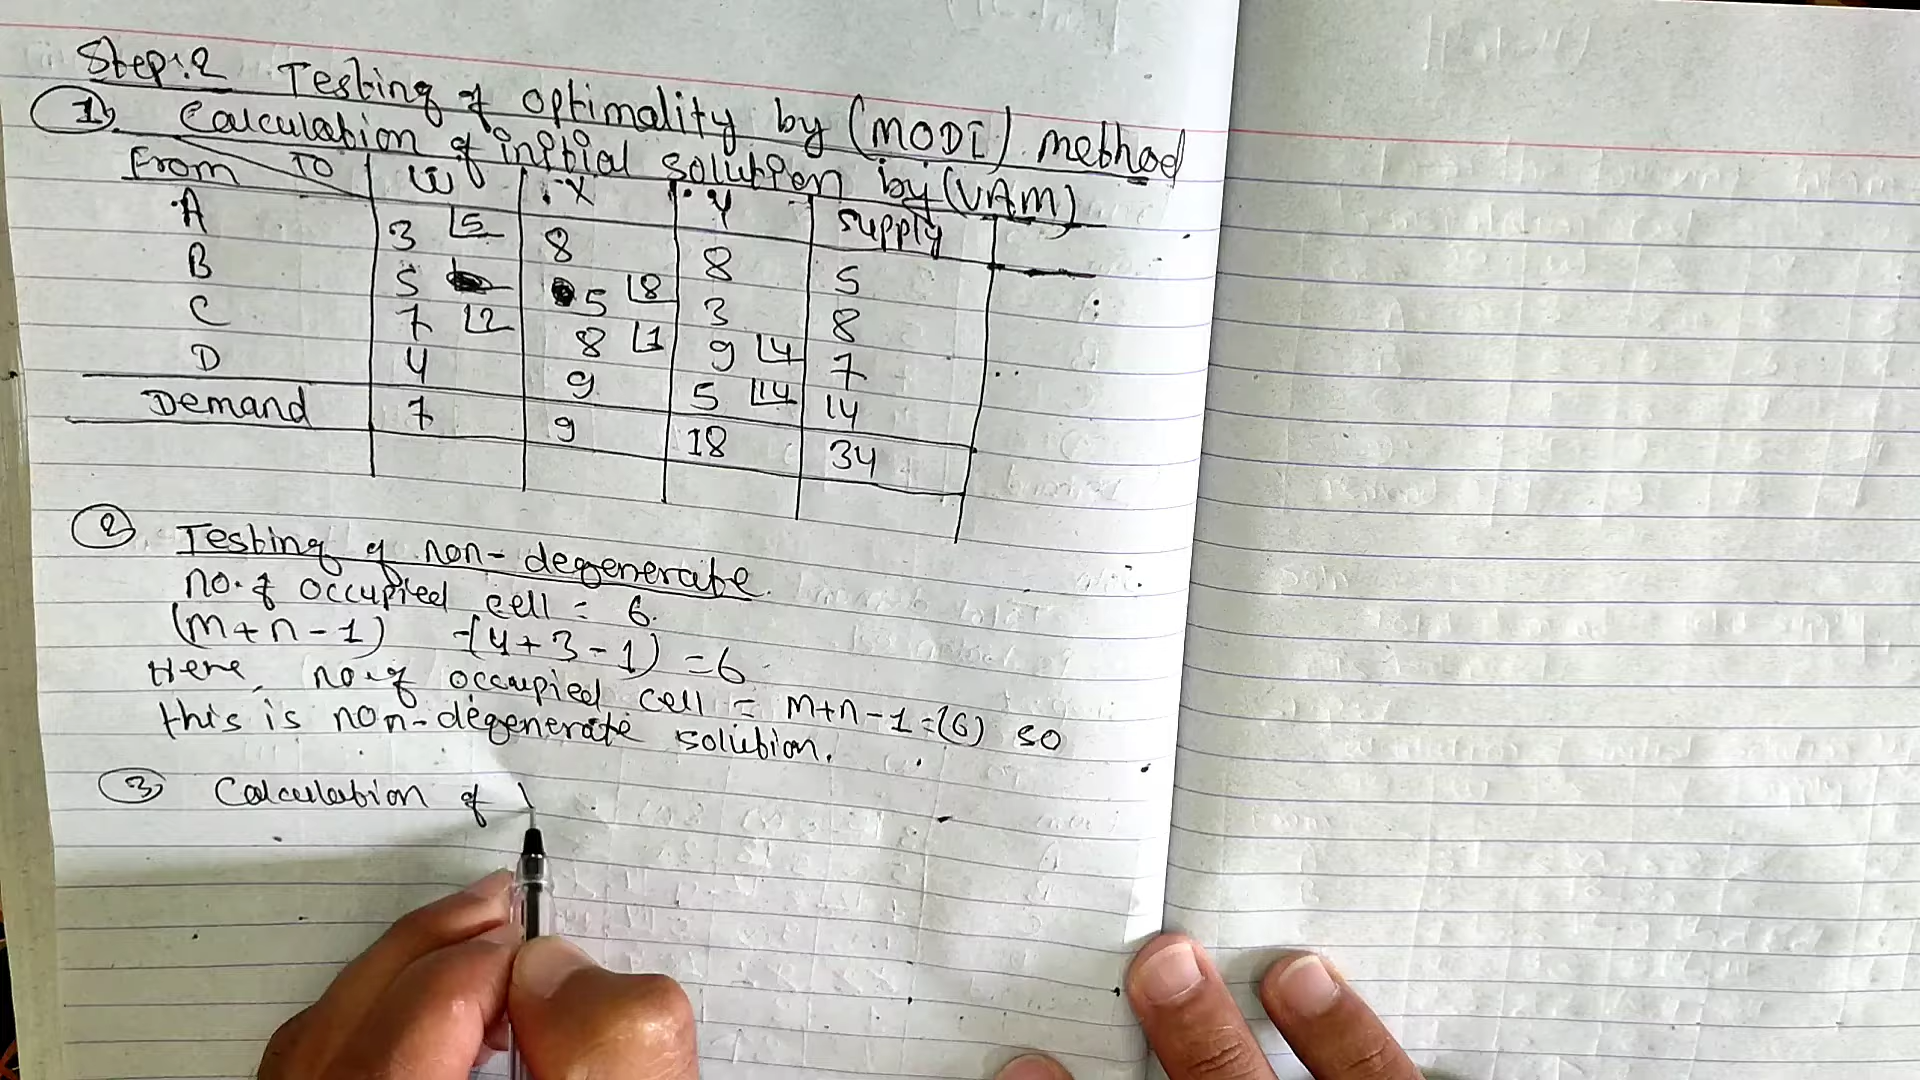 Step:2 Testing of optimality by (MODI) method
1) Calculation of initial solution by (VAM)
From TO W X Y supply
A 3 5 8 8 5
B 5 5 8 3 8
C 7 2 8 1 9 4 7
D 4 9 5 14 14
Demand 7 9 18 34
2 Testing of non-degenerate.
no. of occupied cell = 6.
(m+n-1) -(4+3-1) =6
Here, no. of occupied cell = m+n-1=(6) so
this is non-degenerate solution.
3) Calculation of